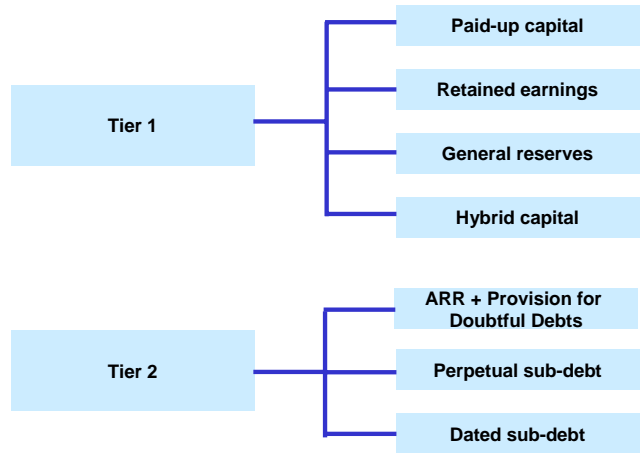 Tier 1
Paid-up capital
Retained earnings
General reserves
Hybrid capital
Tier 2
ARR + Provision for
Doubtful Debts
Perpetual sub-debt
Dated sub-debt